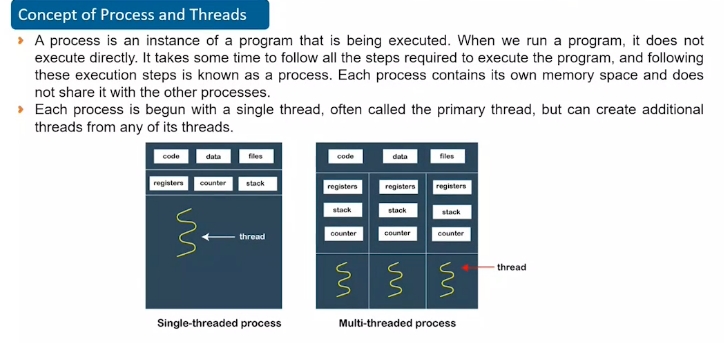 Concept of Process and Threads
A process is an instance of a program that is being executed. When we run a program, it does not
execute directly. It takes some time to follow all the steps required to execute the program, and following
these execution steps is known as a process. Each process contains its own memory space and does
not share it with the other processes.
Each process is begun with a single thread, often called the primary thread, but can create additional
threads from any of its threads.
code data files
registers counter stack
thread
Single-threaded process
code data files
registers registers registers
stack stack stack
counter counter counter
thread
Multi-threaded process